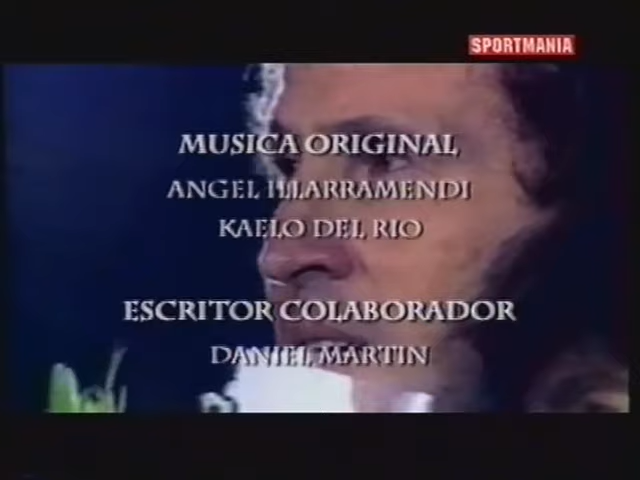 SPORTMANIA
MUSICA ORIGINAL
ANGEL ILLARRAMENDI
KAELO DEL RIO
ESCRITOR COLABORADOR
DANIEL MARTIN